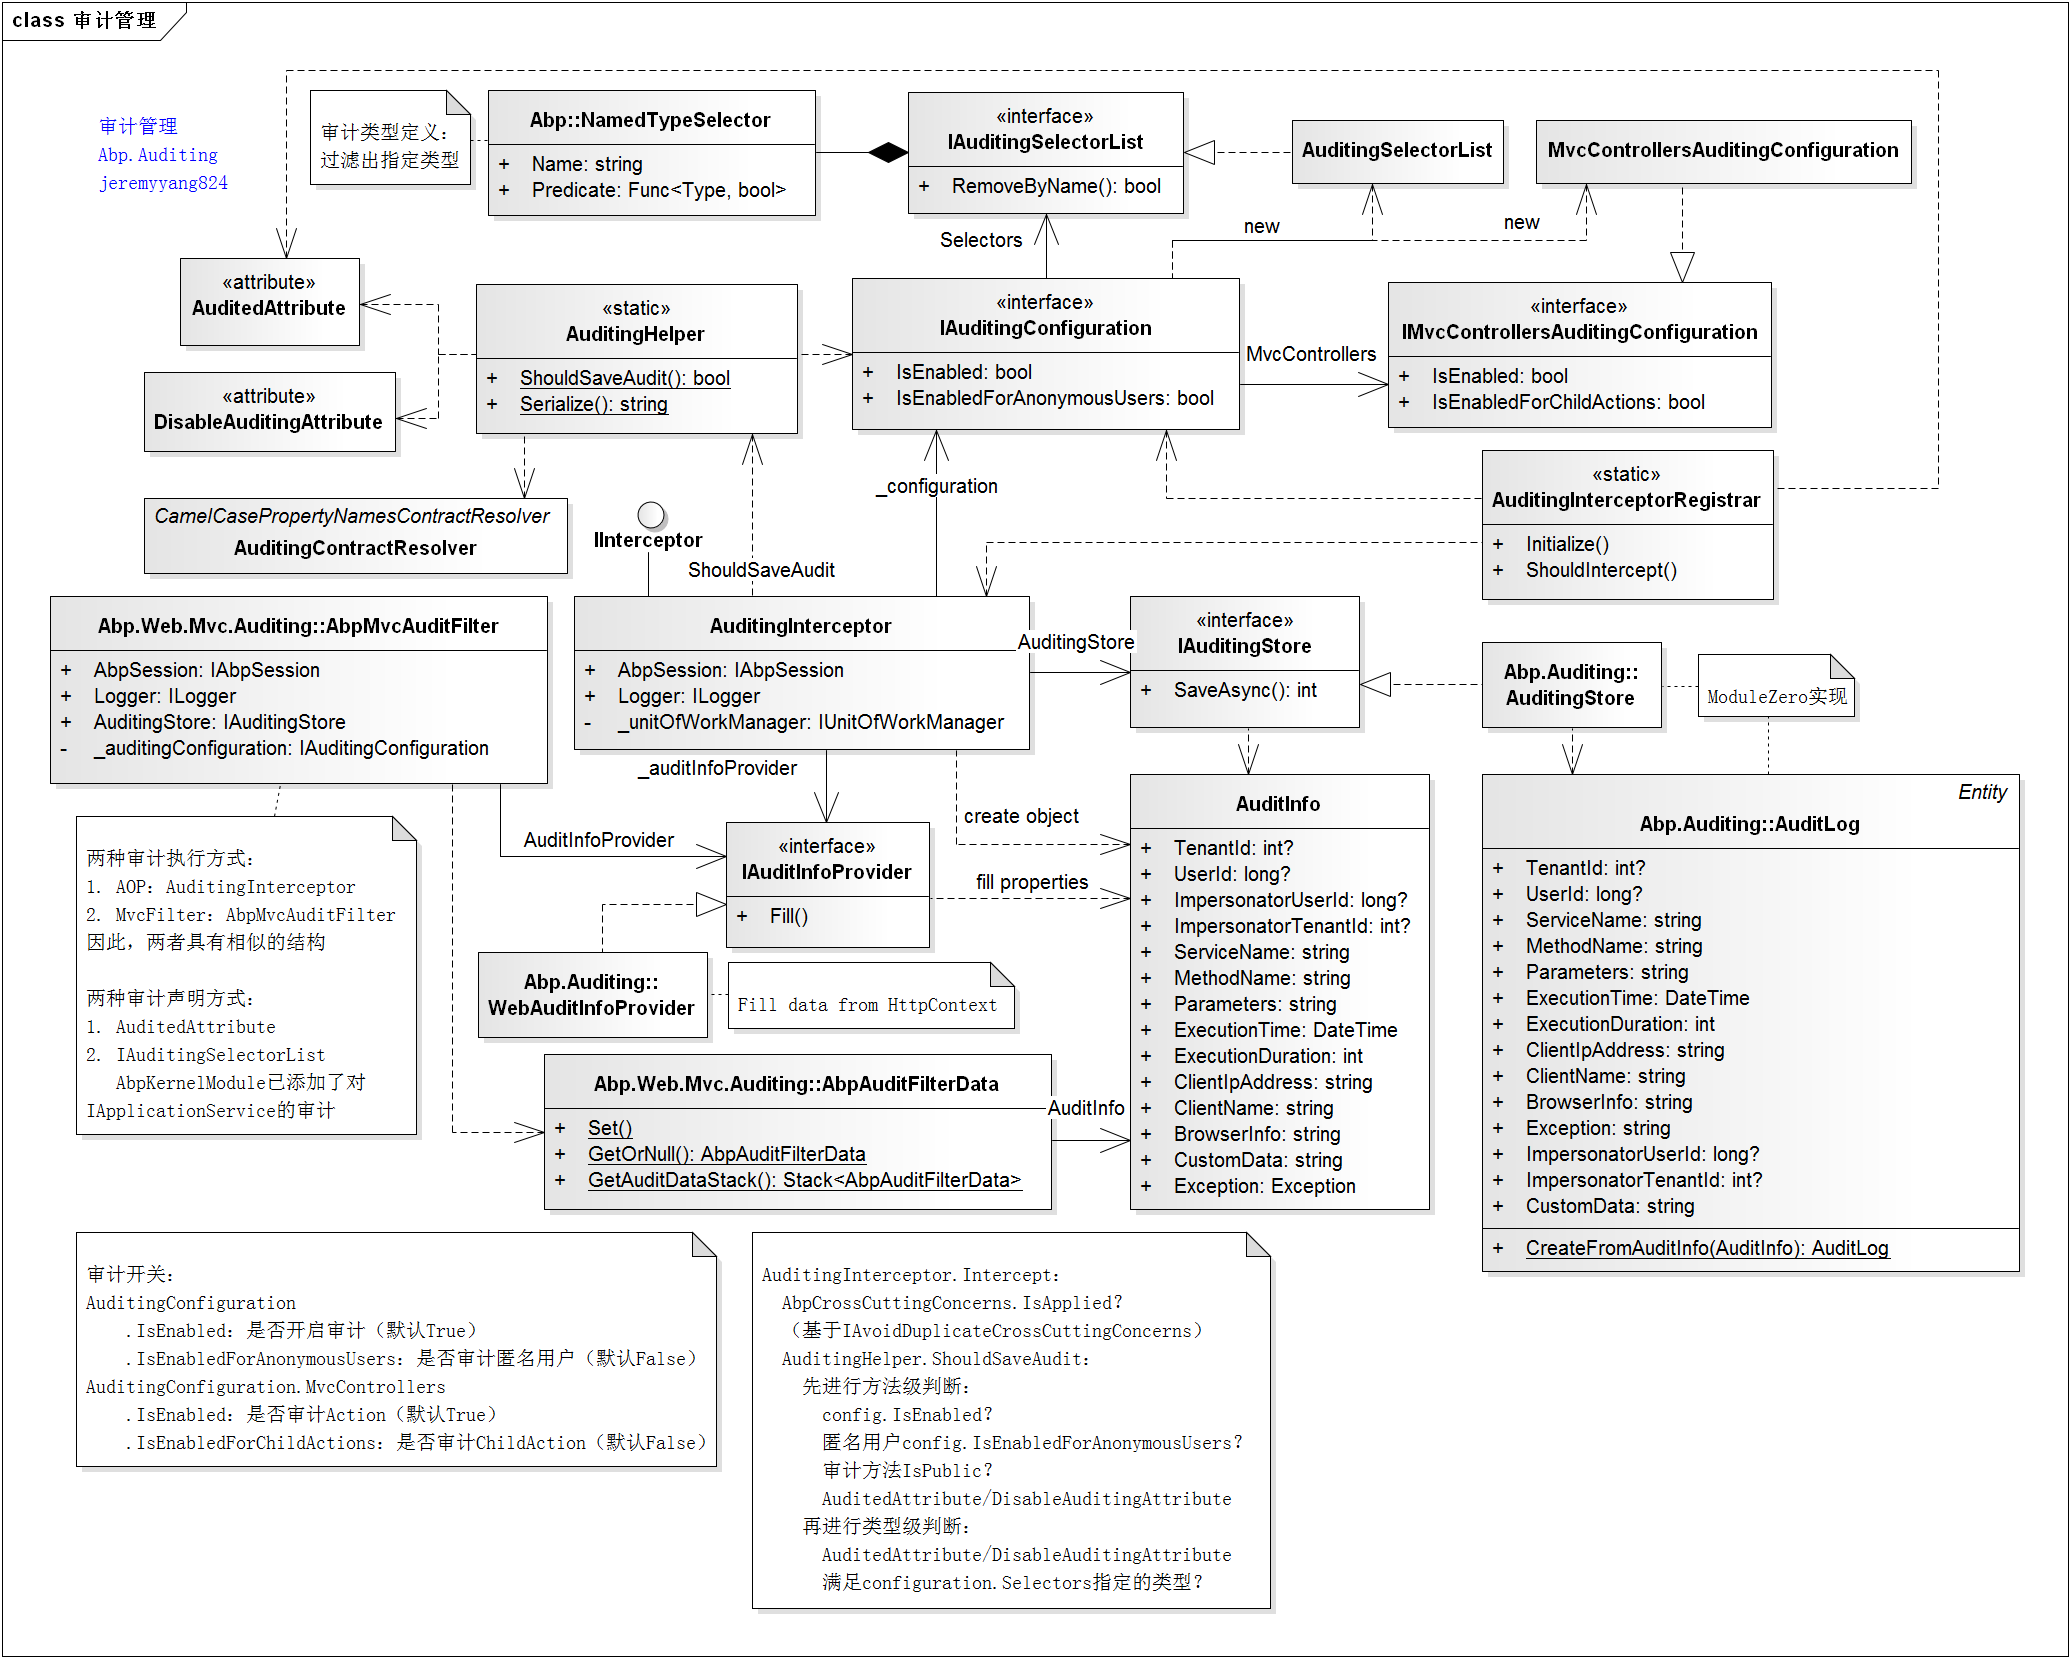 class 审计管理
审计管理
Abp.Auditing
jeremyyang824
审计类型定义：
过滤出指定类型
Abp::NamedTypeSelector
+ Name: string
+ Predicate: Func<Type, bool>
«interface»
IAuditingSelectorList
+ RemoveByName(): bool
AuditingSelectorList
MvcControllersAuditingConfiguration
Selectors
new
new
«attribute»
AuditedAttribute
«attribute»
DisableAuditingAttribute
«static»
AuditingHelper
+ ShouldSaveAudit(): bool
+ Serialize(): string
«interface»
IAuditingConfiguration
+ IsEnabled: bool
+ IsEnabledForAnonymousUsers: bool
MvcControllers
«interface»
IMvcControllersAuditingConfiguration
+ IsEnabled: bool
+ IsEnabledForChildActions: bool
CamelCasePropertyNamesContractResolver
AuditingContractResolver
IInterceptor
ShouldSaveAudit
_configuration
«static»
AuditingInterceptorRegistrar
+ Initialize()
+ ShouldIntercept()
Abp.Web.Mvc.Auditing::AbpMvcAuditFilter
+ AbpSession: IAbpSession
+ Logger: ILogger
+ AuditingStore: IAuditingStore
- _auditingConfiguration: IAuditingConfiguration
AuditingInterceptor
+ AbpSession: IAbpSession
+ Logger: ILogger
- _unitOfWorkManager: IUnitOfWorkManager
AuditingStore
«interface»
IAuditingStore
+ SaveAsync(): int
Abp.Auditing::
AuditingStore
ModuleZero实现
_auditInfoProvider
AuditInfoProvider
create object
fill properties
«interface»
IAuditInfoProvider
+ Fill()
两种审计执行方式：
1. AOP：AuditingInterceptor
2. MvcFilter：AbpMvcAuditFilter
因此，两者具有相似的结构
两种审计声明方式：
1. AuditedAttribute
2. IAuditingSelectorList
AbpKernelModule已添加了对
IApplicationService的审计
Abp.Auditing::
WebAuditInfoProvider
Fill data from HttpContext
Abp.Web.Mvc.Auditing::AbpAuditFilterData
+ Set()
+ GetOrNull(): AbpAuditFilterData
+ GetAuditDataStack(): Stack<AbpAuditFilterData>
AuditInfo
AuditInfo
+ TenantId: int?
+ UserId: long?
+ ImpersonatorUserId: long?
+ ImpersonatorTenantId: int?
+ ServiceName: string
+ MethodName: string
+ Parameters: string
+ ExecutionTime: DateTime
+ ExecutionDuration: int
+ ClientIpAddress: string
+ ClientName: string
+ BrowserInfo: string
+ CustomData: string
+ Exception: Exception
Entity
Abp.Auditing::AuditLog
+ TenantId: int?
+ UserId: long?
+ ServiceName: string
+ MethodName: string
+ Parameters: string
+ ExecutionTime: DateTime
+ ExecutionDuration: int
+ ClientIpAddress: string
+ ClientName: string
+ BrowserInfo: string
+ Exception: string
+ ImpersonatorUserId: long?
+ ImpersonatorTenantId: int?
+ CustomData: string
+ CreateFromAuditInfo(AuditInfo): AuditLog
审计开关：
AuditingConfiguration
.IsEnabled：是否开启审计（默认True）
.IsEnabledForAnonymousUsers：是否审计匿名用户（默认False）
AuditingConfiguration.MvcControllers
.IsEnabled：是否审计Action（默认True）
.IsEnabledForChildActions：是否审计ChildAction（默认False）
AuditingInterceptor.Intercept：
AbpCrossCuttingConcerns.IsApplied？
（基于IAvoidDuplicateCrossCuttingConcerns）
AuditingHelper.ShouldSaveAudit：
先进行方法级判断：
config.IsEnabled？
匿名用户config.IsEnabledForAnonymousUsers？
审计方法IsPublic？
AuditedAttribute/DisableAuditingAttribute
再进行类型级判断：
AuditedAttribute/DisableAuditingAttribute
满足configuration.Selectors指定的类型？